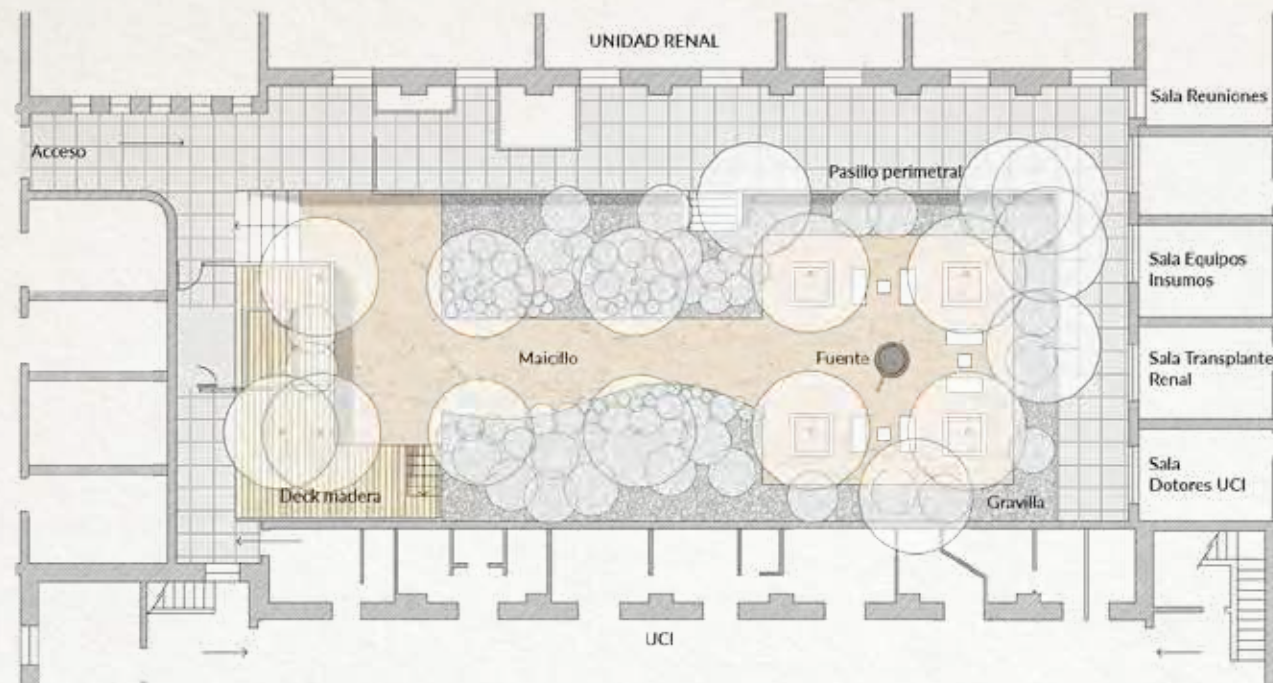 UNIDAD RENAL
Sala Reuniones
Acceso
Pasillo perimetral
Sala Equipos
Insumos
Maicillo
Fuente
Sala Transplante
Renal
Sala
Dotores UCI
Deck madera
Gravilla
UCI